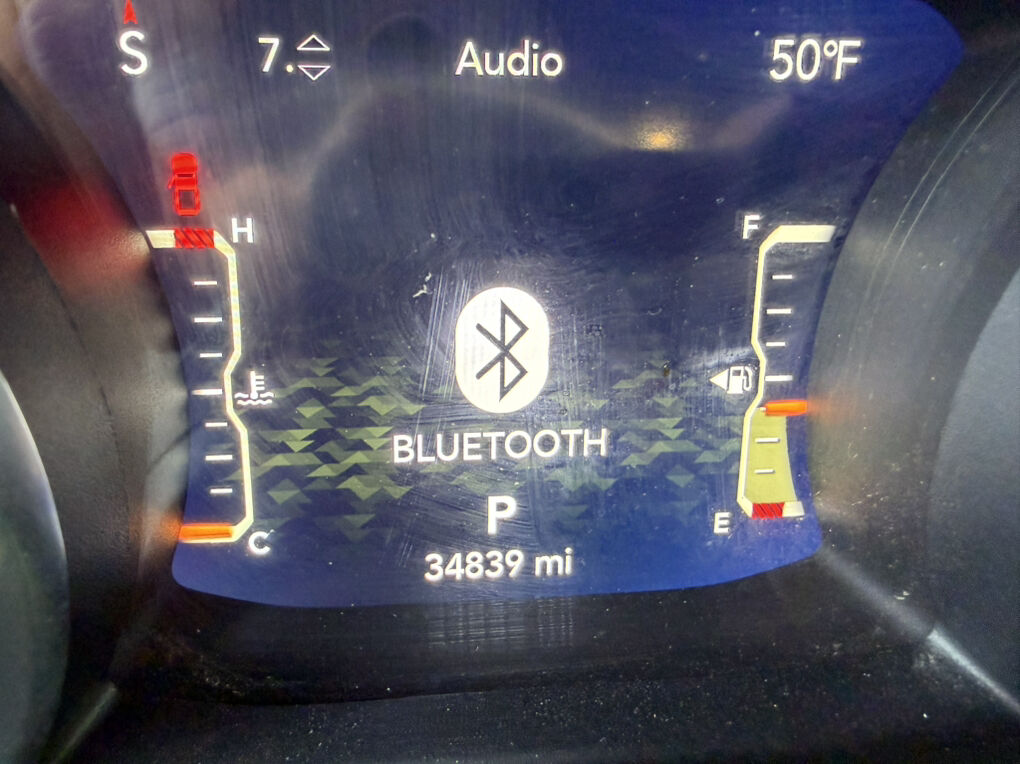 S 7. Audio 50°F
H F
BLUETOOTH
E
P
C
34839 mi